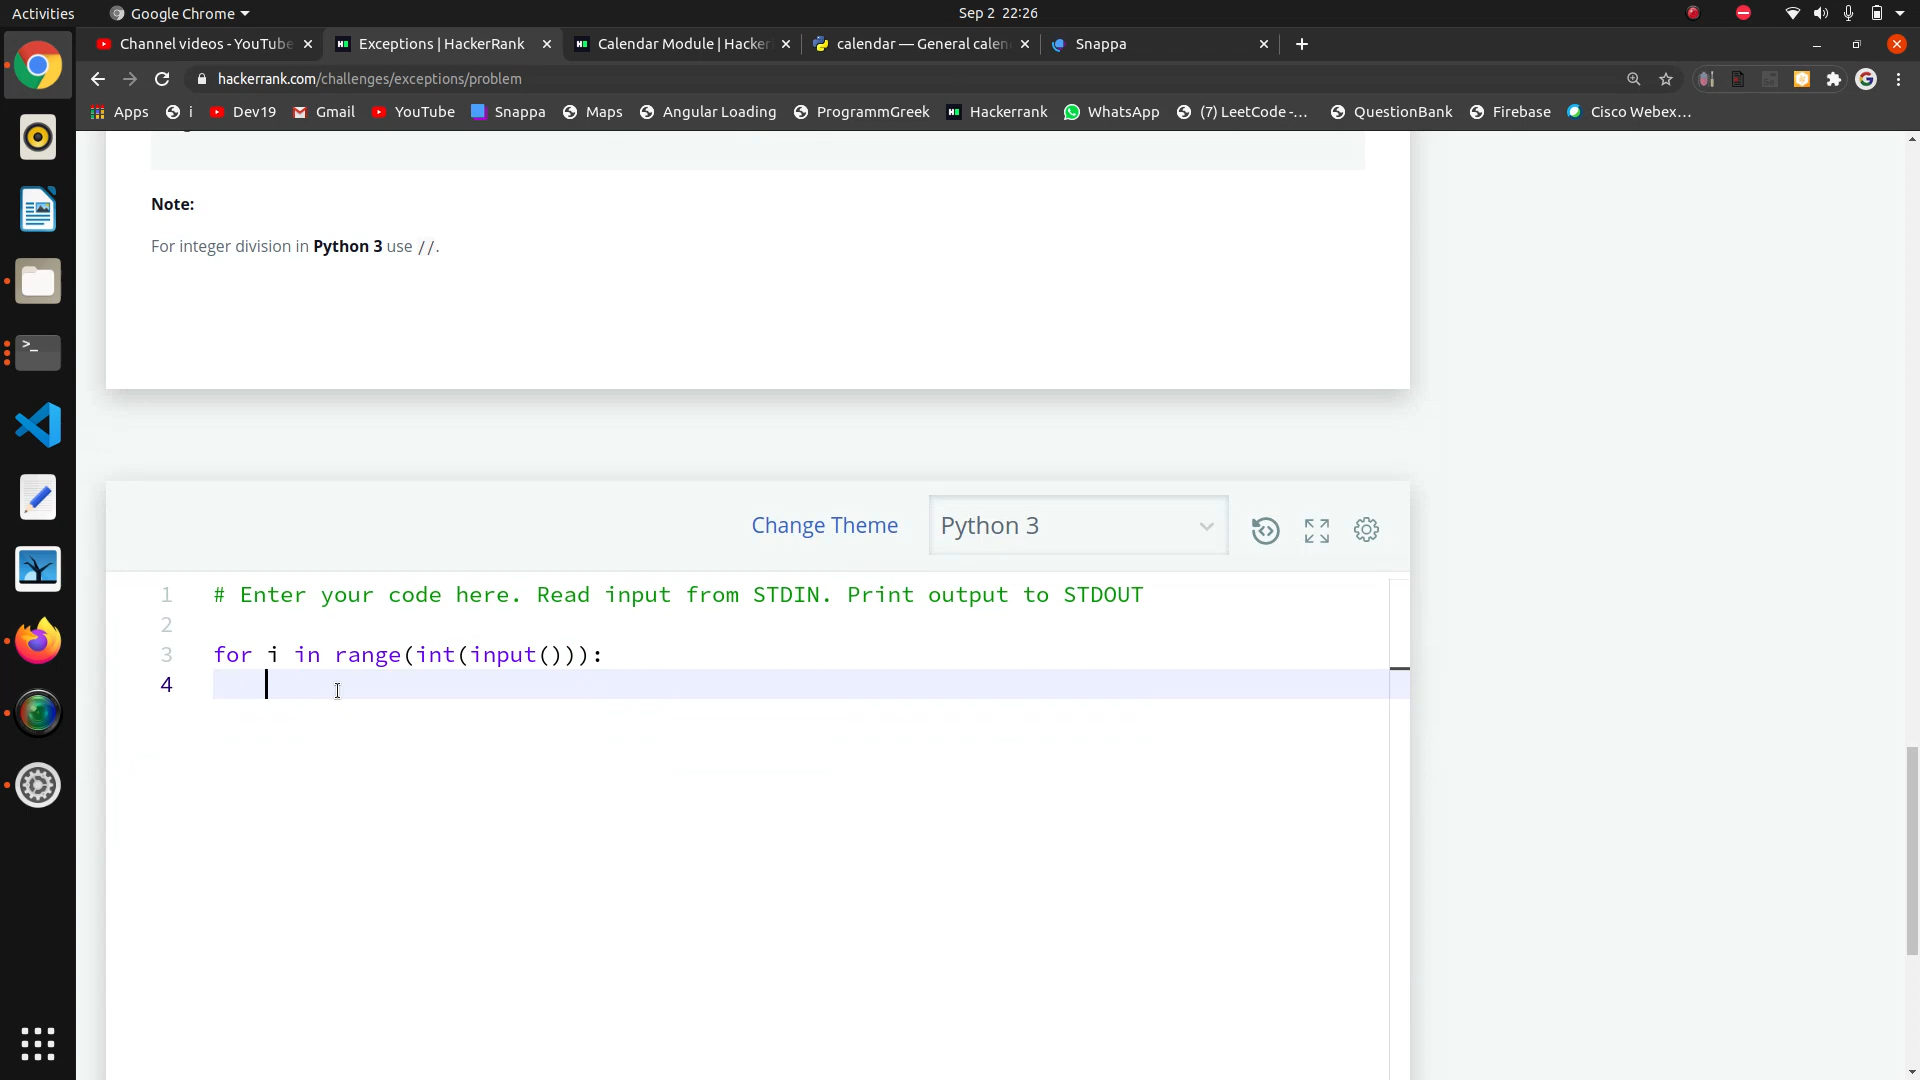 Activities
Google Chrome
Sep 2 22:26
Channel videos - YouTube
Exceptions | HackerRank
Calendar Module | Hacker
calendar — General calen
Snappa
hackerrank.com/challenges/exceptions/problem
Apps
i
Dev19
Gmail
YouTube
Snappa
Maps
Angular Loading
ProgrammGreek
Hackerrank
WhatsApp
(7) LeetCode -...
QuestionBank
Firebase
Cisco Webex...
Note:
For integer division in Python 3 use //.
Change Theme
Python 3
1 # Enter your code here. Read input from STDIN. Print output to STDOUT
2
3 for i in range(int(input())):
4